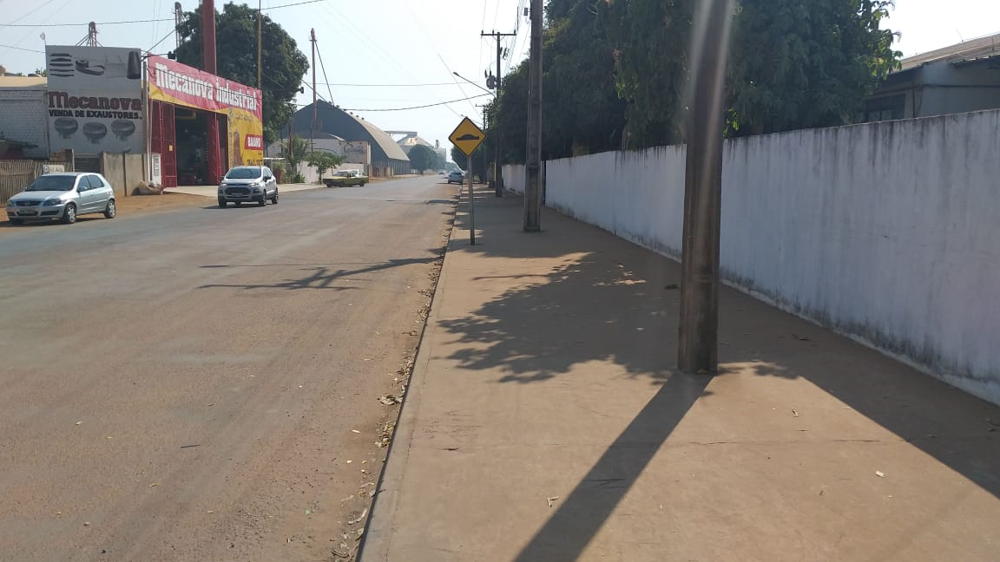 Mecanova
VENDA DE EXAUSTORES.
Mecanova Industrial